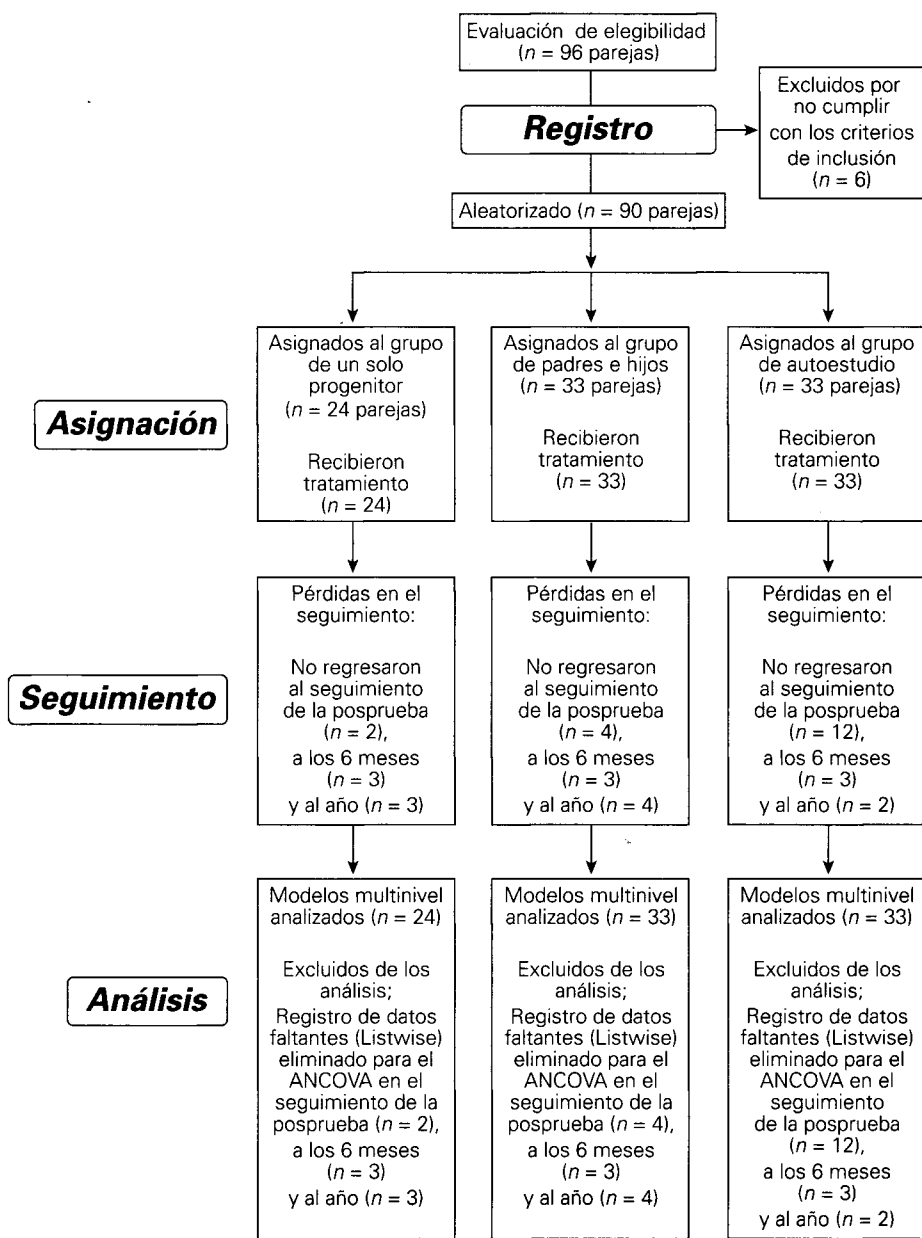 Evaluación de elegibilidad
(n = 96 parejas)
Registro
Excluidos por
no cumplir
con los criterios
de inclusión
(n = 6)
Aleatorizado (n = 90 parejas)
Asignación
Asignados al grupo
de un solo
progenitor
(n = 24 parejas)
Recibieron
tratamiento
(n = 24)
Asignados al grupo
de padres e hijos
(n = 33 parejas)
Recibieron
tratamiento
(n = 33)
Asignados al grupo
de autoestudio
(n = 33 parejas)
Recibieron
tratamiento
(n = 33)
Seguimiento
Pérdidas en el
seguimiento:
No regresaron
al seguimiento
de la posprueba
(n = 2),
a los 6 meses
(n = 3)
y al año (n = 3)
Pérdidas en el
seguimiento:
No regresaron
al seguimiento
de la posprueba
(n = 4),
a los 6 meses
(n = 3)
y al año (n = 4)
Pérdidas en el
seguimiento:
No regresaron
al seguimiento
de la posprueba
(n = 12),
a los 6 meses
(n = 3)
y al año (n = 2)
Análisis
Modelos multinivel
analizados (n = 24)
Excluidos de los
análisis;
Registro de datos
faltantes (Listwise)
eliminado para el
ANCOVA en el
seguimiento de la
posprueba (n = 2),
a los 6 meses
(n = 3)
y al año (n = 3)
Modelos multinivel
analizados (n = 33)
Excluidos de los
análisis;
Registro de datos
faltantes (Listwise)
eliminado para el
ANCOVA en el
seguimiento de la
posprueba (n = 4),
a los 6 meses
(n = 3)
y al año (n = 4)
Modelos multinivel
analizados (n = 33)
Excluidos de los
análisis;
Registro de datos
faltantes (Listwise)
eliminado para el
ANCOVA en el
seguimiento
de la posprueba
(n = 12),
a los 6 meses
(n = 3)
y al año (n = 2)